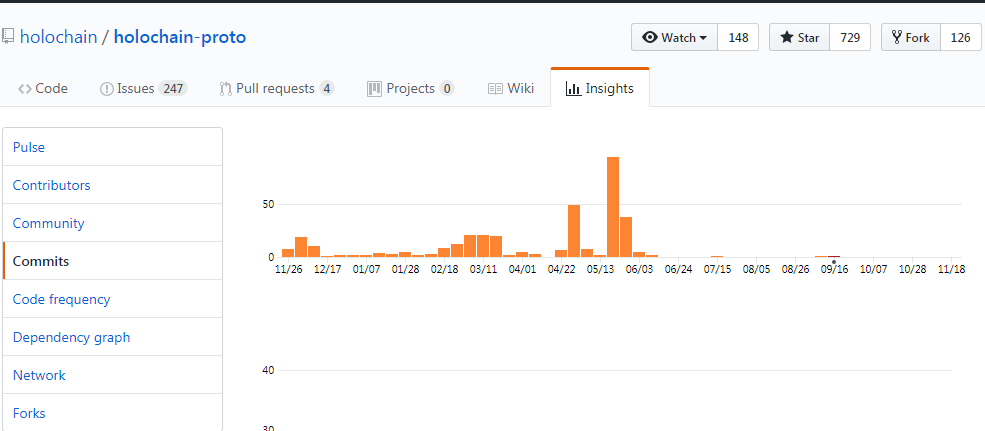 holochain / holochain-proto
Watch 148 Star 729 Fork 126
Code Issues 247 Pull requests 4 Projects 0 Wiki Insights
Pulse
Contributors
Community
Commits
Code frequency
Dependency graph
Network
Forks
50
0
11/26 12/17 01/07 01/28 02/18 03/11 04/01 04/22 05/13 06/03 06/24 07/15 08/05 08/26 09/16 10/07 10/28 11/18
40
30